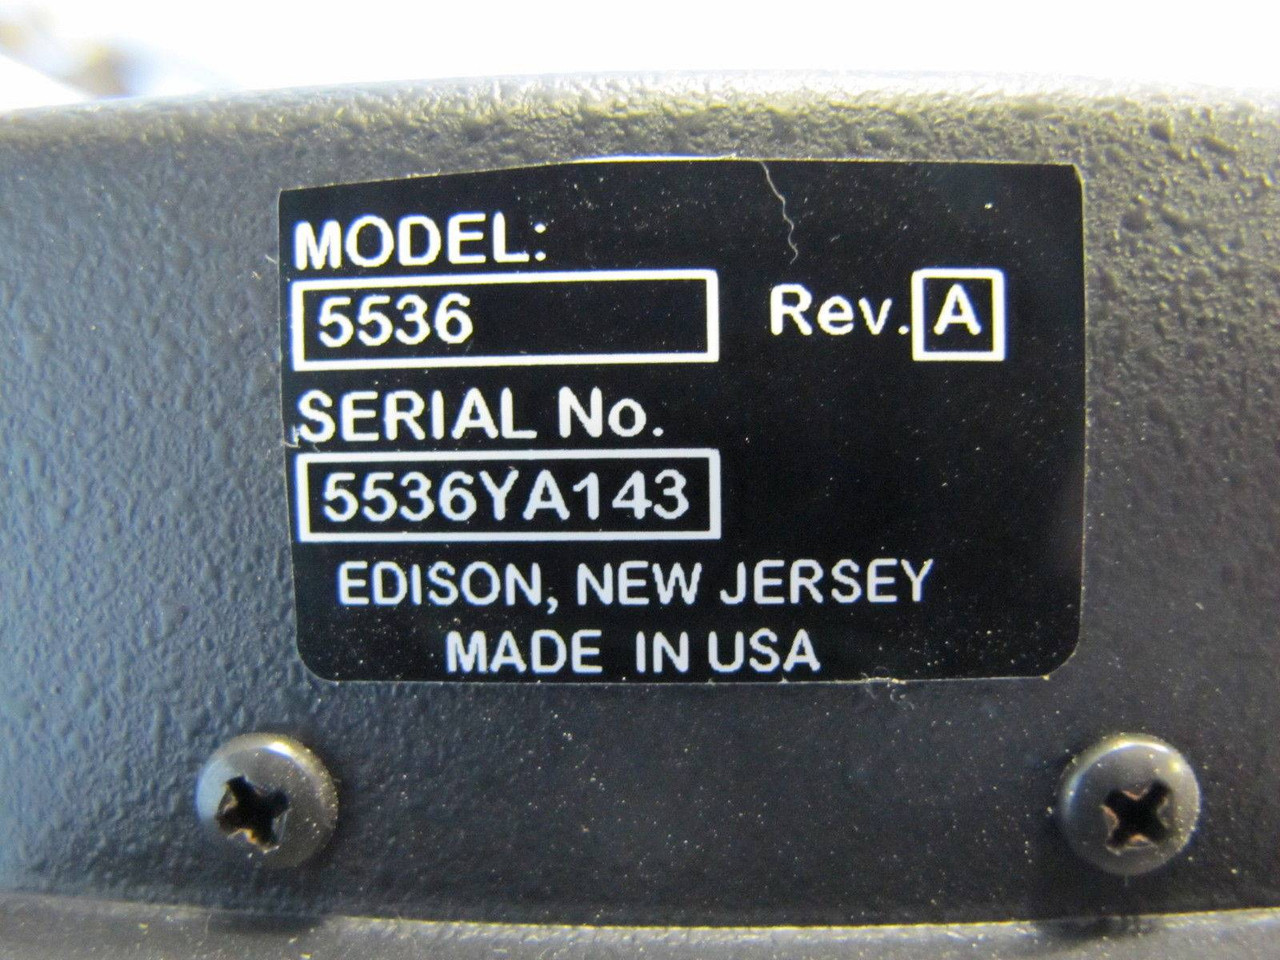 MODEL:
5536 Rev. A
SERIAL No.
5536YA143
EDISON, NEW JERSEY
MADE IN USA